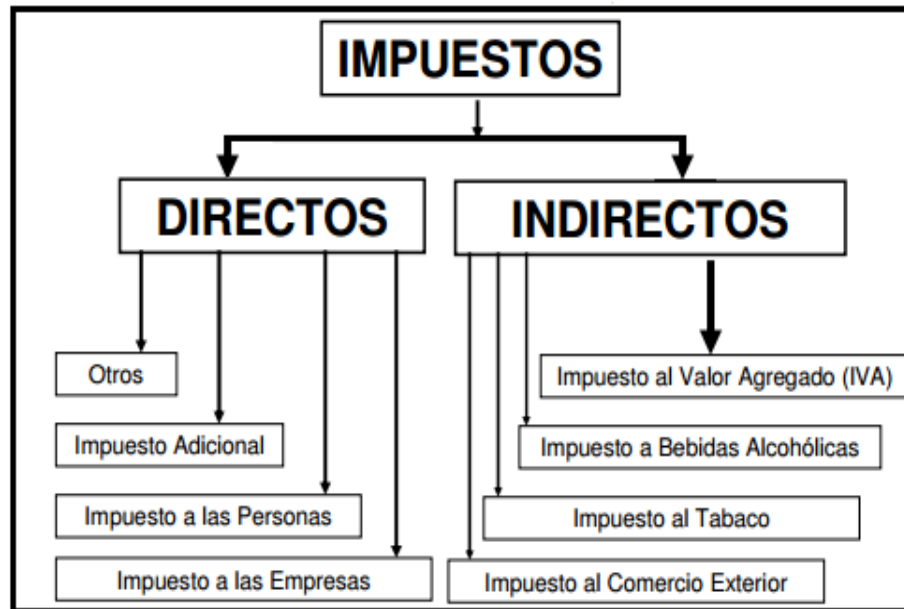 IMPUESTOS
DIRECTOS
INDIRECTOS
Otros
Impuesto Adicional
Impuesto a las Personas
Impuesto a las Empresas
Impuesto al Valor Agregado (IVA)
Impuesto a Bebidas Alcohólicas
Impuesto al Tabaco
Impuesto al Comercio Exterior